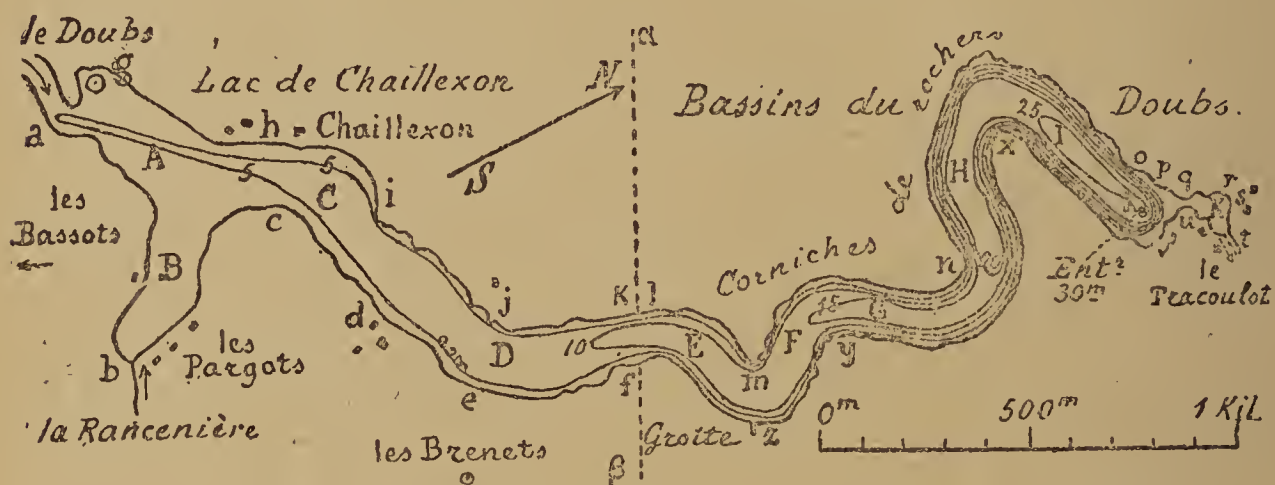 le Doubs
g
Lac de Chaillexon
N
α
Bassins du
Doubs.
rochers
de
Corniches
h Chaillexon
a
A
5
5
S
C
i
25
I
x
H
o
p
q
r
s
t
u
v
les
Bassots
c
B
n
G
Entᵉ
30ᵐ
le
Tracoulot
j
k
l
15
F
d
10
D
E
b
les
Pargots
2m
e
f
m
y
la Rancenière
0ᵐ
500ᵐ
1 Kil.
Grotte
z
les Brenets
β